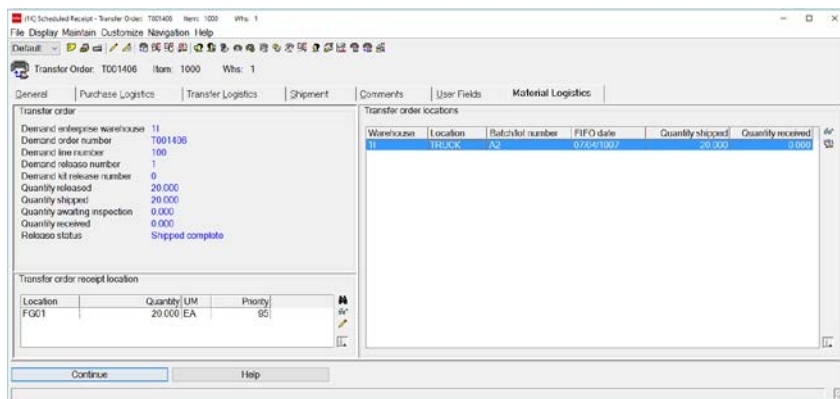 (TIC) Scheduled Receipt - Transfer Order: T001406 Item: 1000 Whs: 1
File Display Maintain Customize Navigation Help
Default
Transfer Order: T001406 Item: 1000 Whs: 1
General Purchase Logistics Transfer Logistics Shipment Comments User Fields Material Logistics
Transfer order
Demand enterprise warehouse 1I
Demand order number T001406
Demand line number 100
Demand release number 1
Demand kit release number 0
Quantity released 20.000
Quantity shipped 20.000
Quantity awaiting inspection 0.000
Quantity received 0.000
Release status Shipped complete
Transfer order receipt location
Location Quantity UM Priority
FG01 20.000 EA 95
Transfer order locations
Warehouse Location Batch/lot number FIFO date Quantity shipped Quantity received
1I TRUCK A2 07/04/1997 20.000 0.000
Continue Help